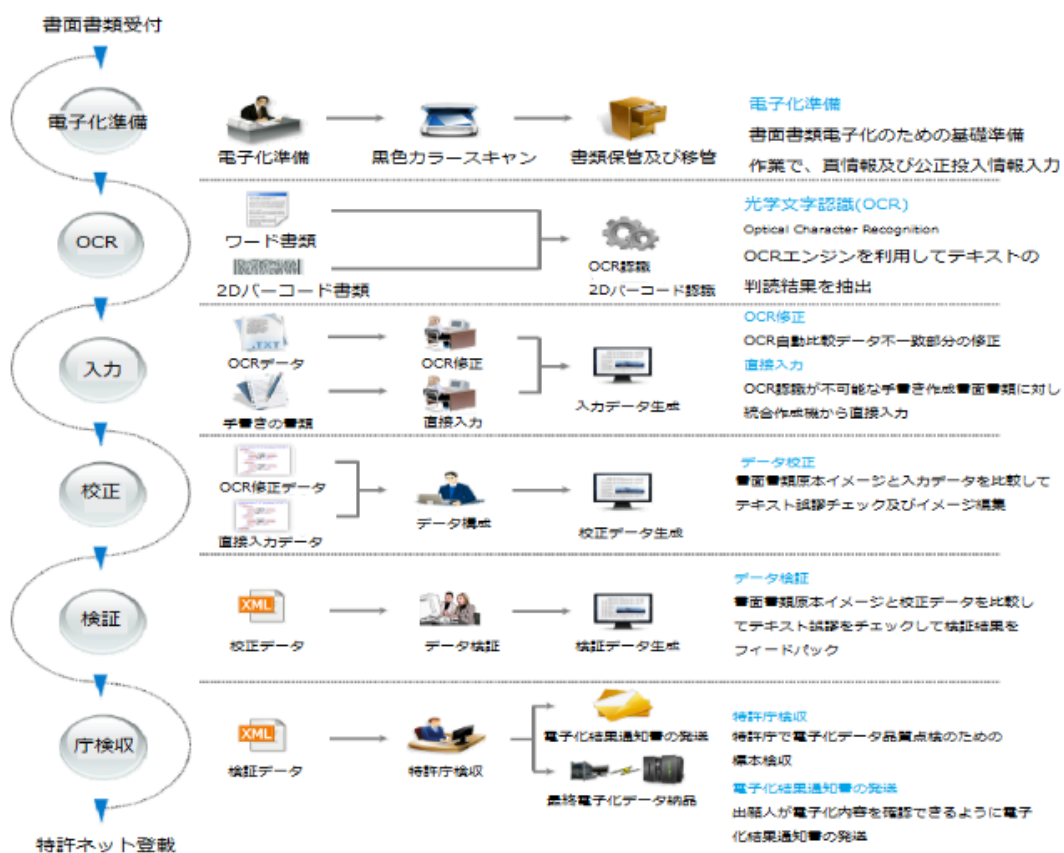 書面書類受付
電子化準備
電子化準備
黒色カラースキャン
書類保管及び移管
電子化準備
書面書類電子化のための基礎準備
作業で、真情報及び公正投入情報入力
OCR
ワード書類
2Dバーコード書類
OCR認識
2Dバーコード認識
光学文字認識(OCR)
Optical Character Recognition
OCRエンジンを利用してテキストの
判読結果を抽出
入力
.TXT
OCRデータ
OCR修正
手書きの書類
直接入力
入力データ生成
OCR修正
OCR自動比較データ不一致部分の修正
直接入力
OCR認識が不可能な手書き作成書面書類に対し
統合作成機から直接入力
校正
OCR修正データ
直接入力データ
データ構成
校正データ生成
データ校正
書面書類原本イメージと入力データを比較して
テキスト誤謬チェック及びイメージ編集
検証
XML
校正データ
データ検証
検証データ生成
データ検証
書面書類原本イメージと校正データを比較し
てテキスト誤謬をチェックして検証結果を
フィードパック
庁検収
XML
検証データ
特許庁検収
電子化結果通知書の発送
最終電子化データ納品
特許庁検収
特許庁で電子化データ品質点検のための
標本検収
電子化結果通知書の発送
出願人が電子化内容を確認できるように電子
化結果通知書の発送
特許ネット登載